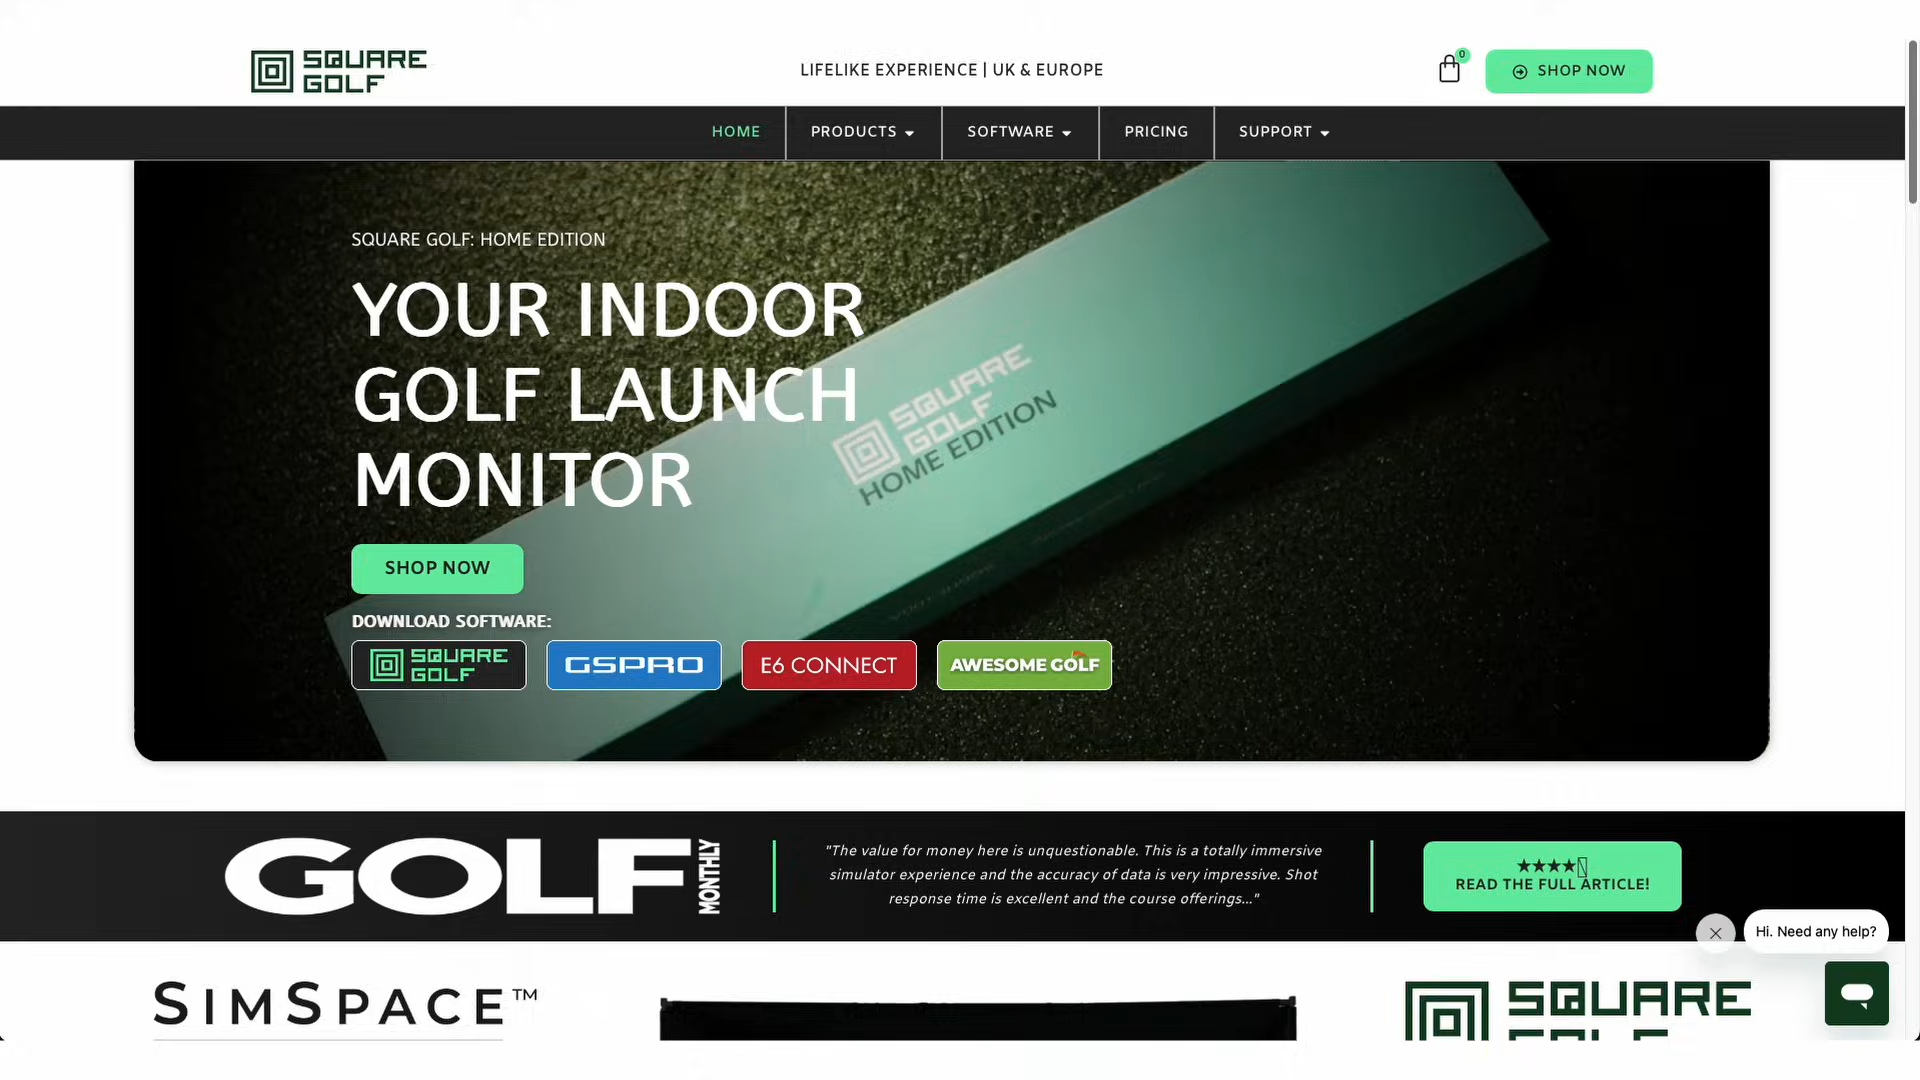 SQUARE
GOLF
LIFELIKE EXPERIENCE | UK & EUROPE
0
SHOP NOW
HOME
PRODUCTS
SOFTWARE
PRICING
SUPPORT
SQUARE GOLF: HOME EDITION
YOUR INDOOR
GOLF LAUNCH
MONITOR
SQUARE
GOLF
HOME EDITION
SHOP NOW
DOWNLOAD SOFTWARE:
SQUARE
GOLF
GSPRO
E6 CONNECT
AWESOME GOLF
GOLF
MONTHLY
"The value for money here is unquestionable. This is a totally immersive
simulator experience and the accuracy of data is very impressive. Shot
response time is excellent and the course offerings..."
★★★★
READ THE FULL ARTICLE!
Hi. Need any help?
SIMSPACE™
SQUARE
GOLF